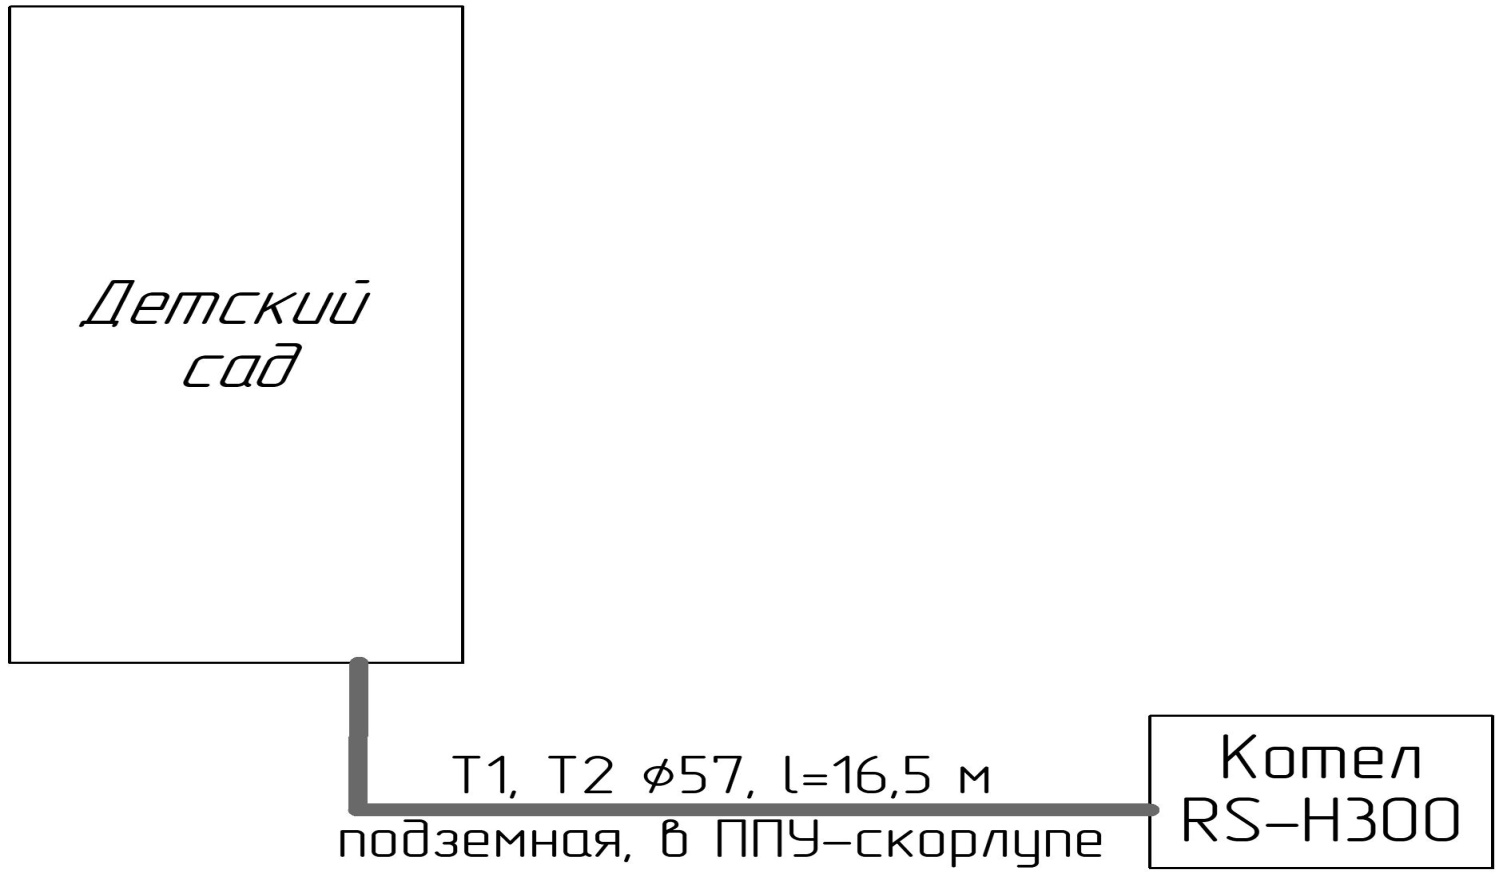 Детский
сад
Т1, Т2 ⌀57, l=16,5 м
подземная, в ППУ-скорлупе
Котел
RS-H300